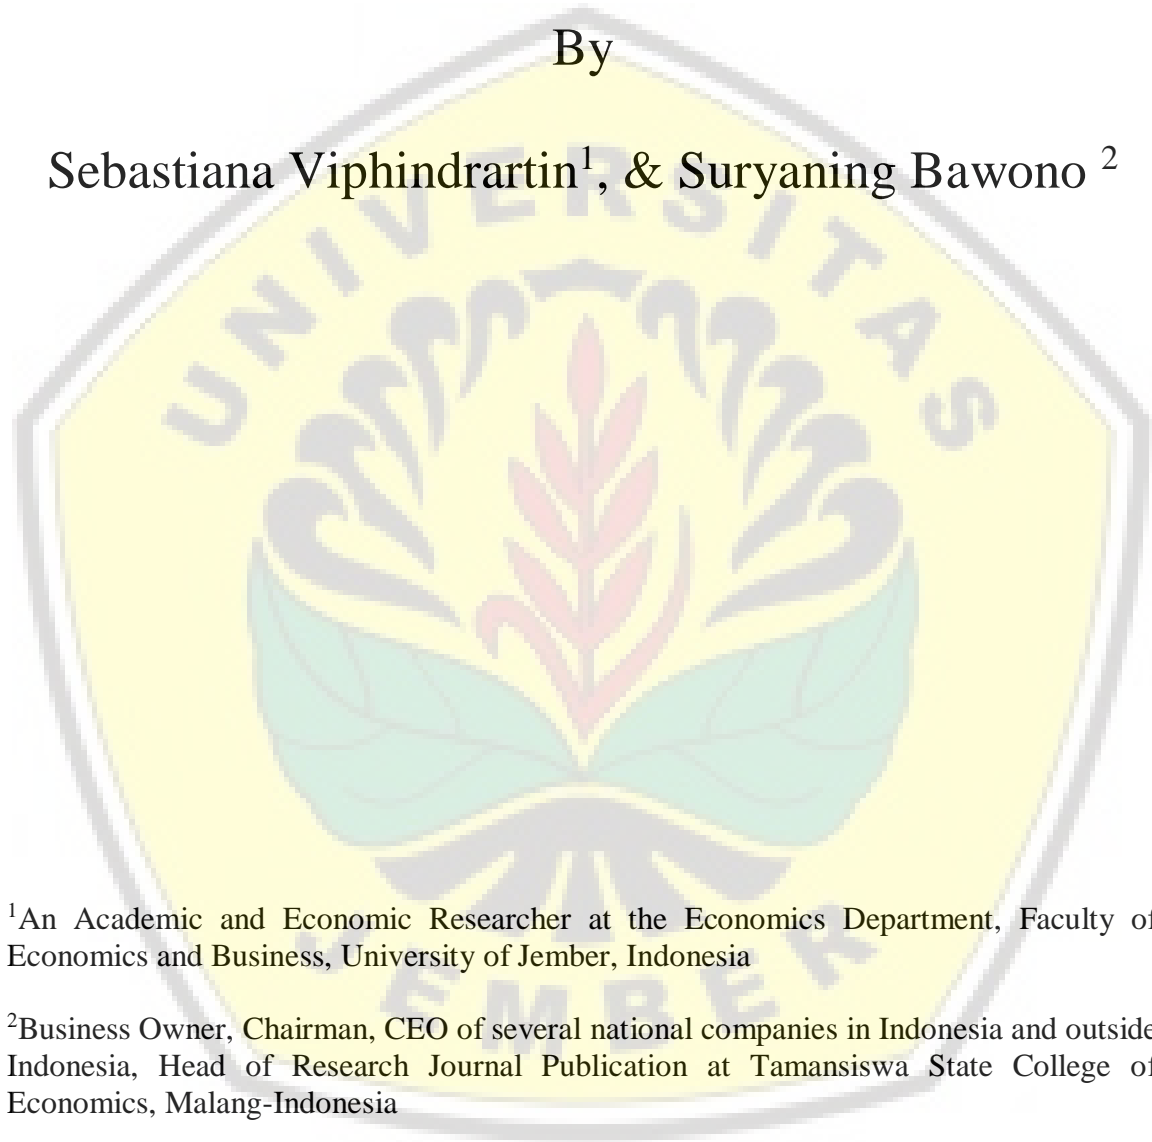 By
Sebastiana Viphindrartin¹, & Suryaning Bawono ²
UNIVERSITAS
¹An Academic and Economic Researcher at the Economics Department, Faculty of
Economics and Business, University of Jember, Indonesia
JEMBER
²Business Owner, Chairman, CEO of several national companies in Indonesia and outside
Indonesia, Head of Research Journal Publication at Tamansiswa State College of
Economics, Malang-Indonesia